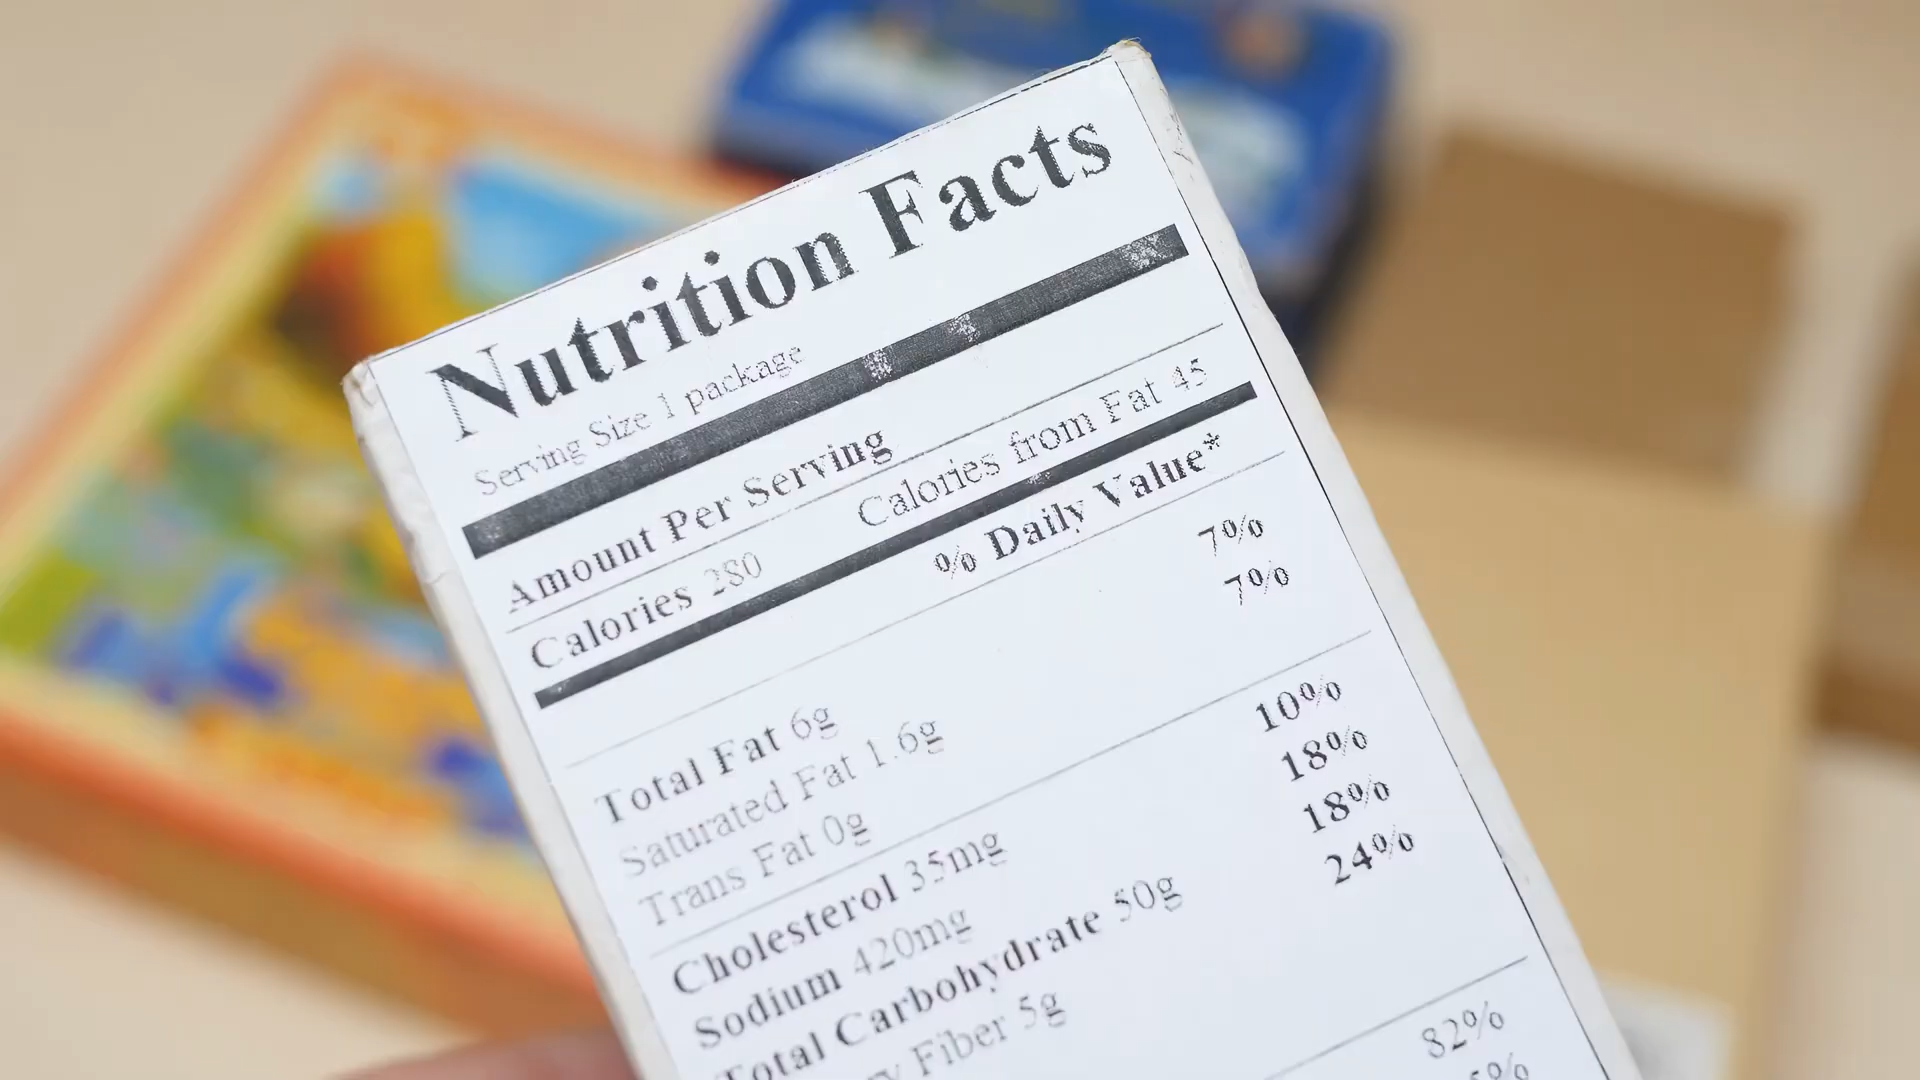 Nutrition Facts
Serving Size 1 package
Amount Per Serving
Calories 280 Calories from Fat 45
% Daily Value*
Total Fat 6g 7%
Saturated Fat 1.6g 7%
Trans Fat 0g
Cholesterol 35mg 10%
Sodium 420mg 18%
Total Carbohydrate 50g 18%
Fiber 5g 24%
82%